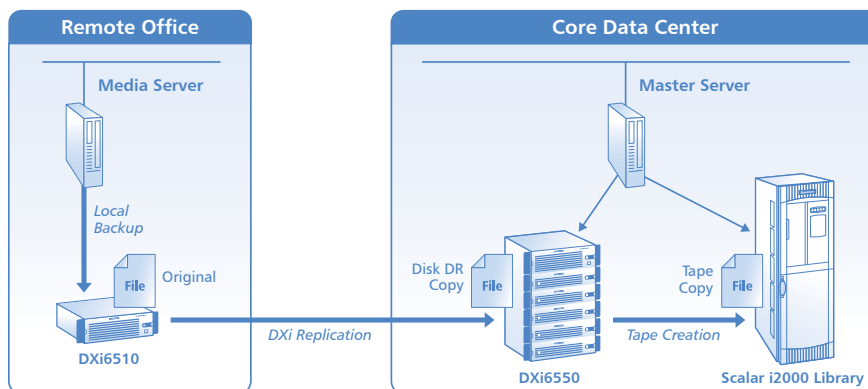 Remote Office
Media Server
Local
Backup
File
Original
DXi6510
DXi Replication
Core Data Center
Master Server
Disk DR
Copy
File
DXi6550
Tape Creation
Tape
Copy
File
Scalar i2000 Library